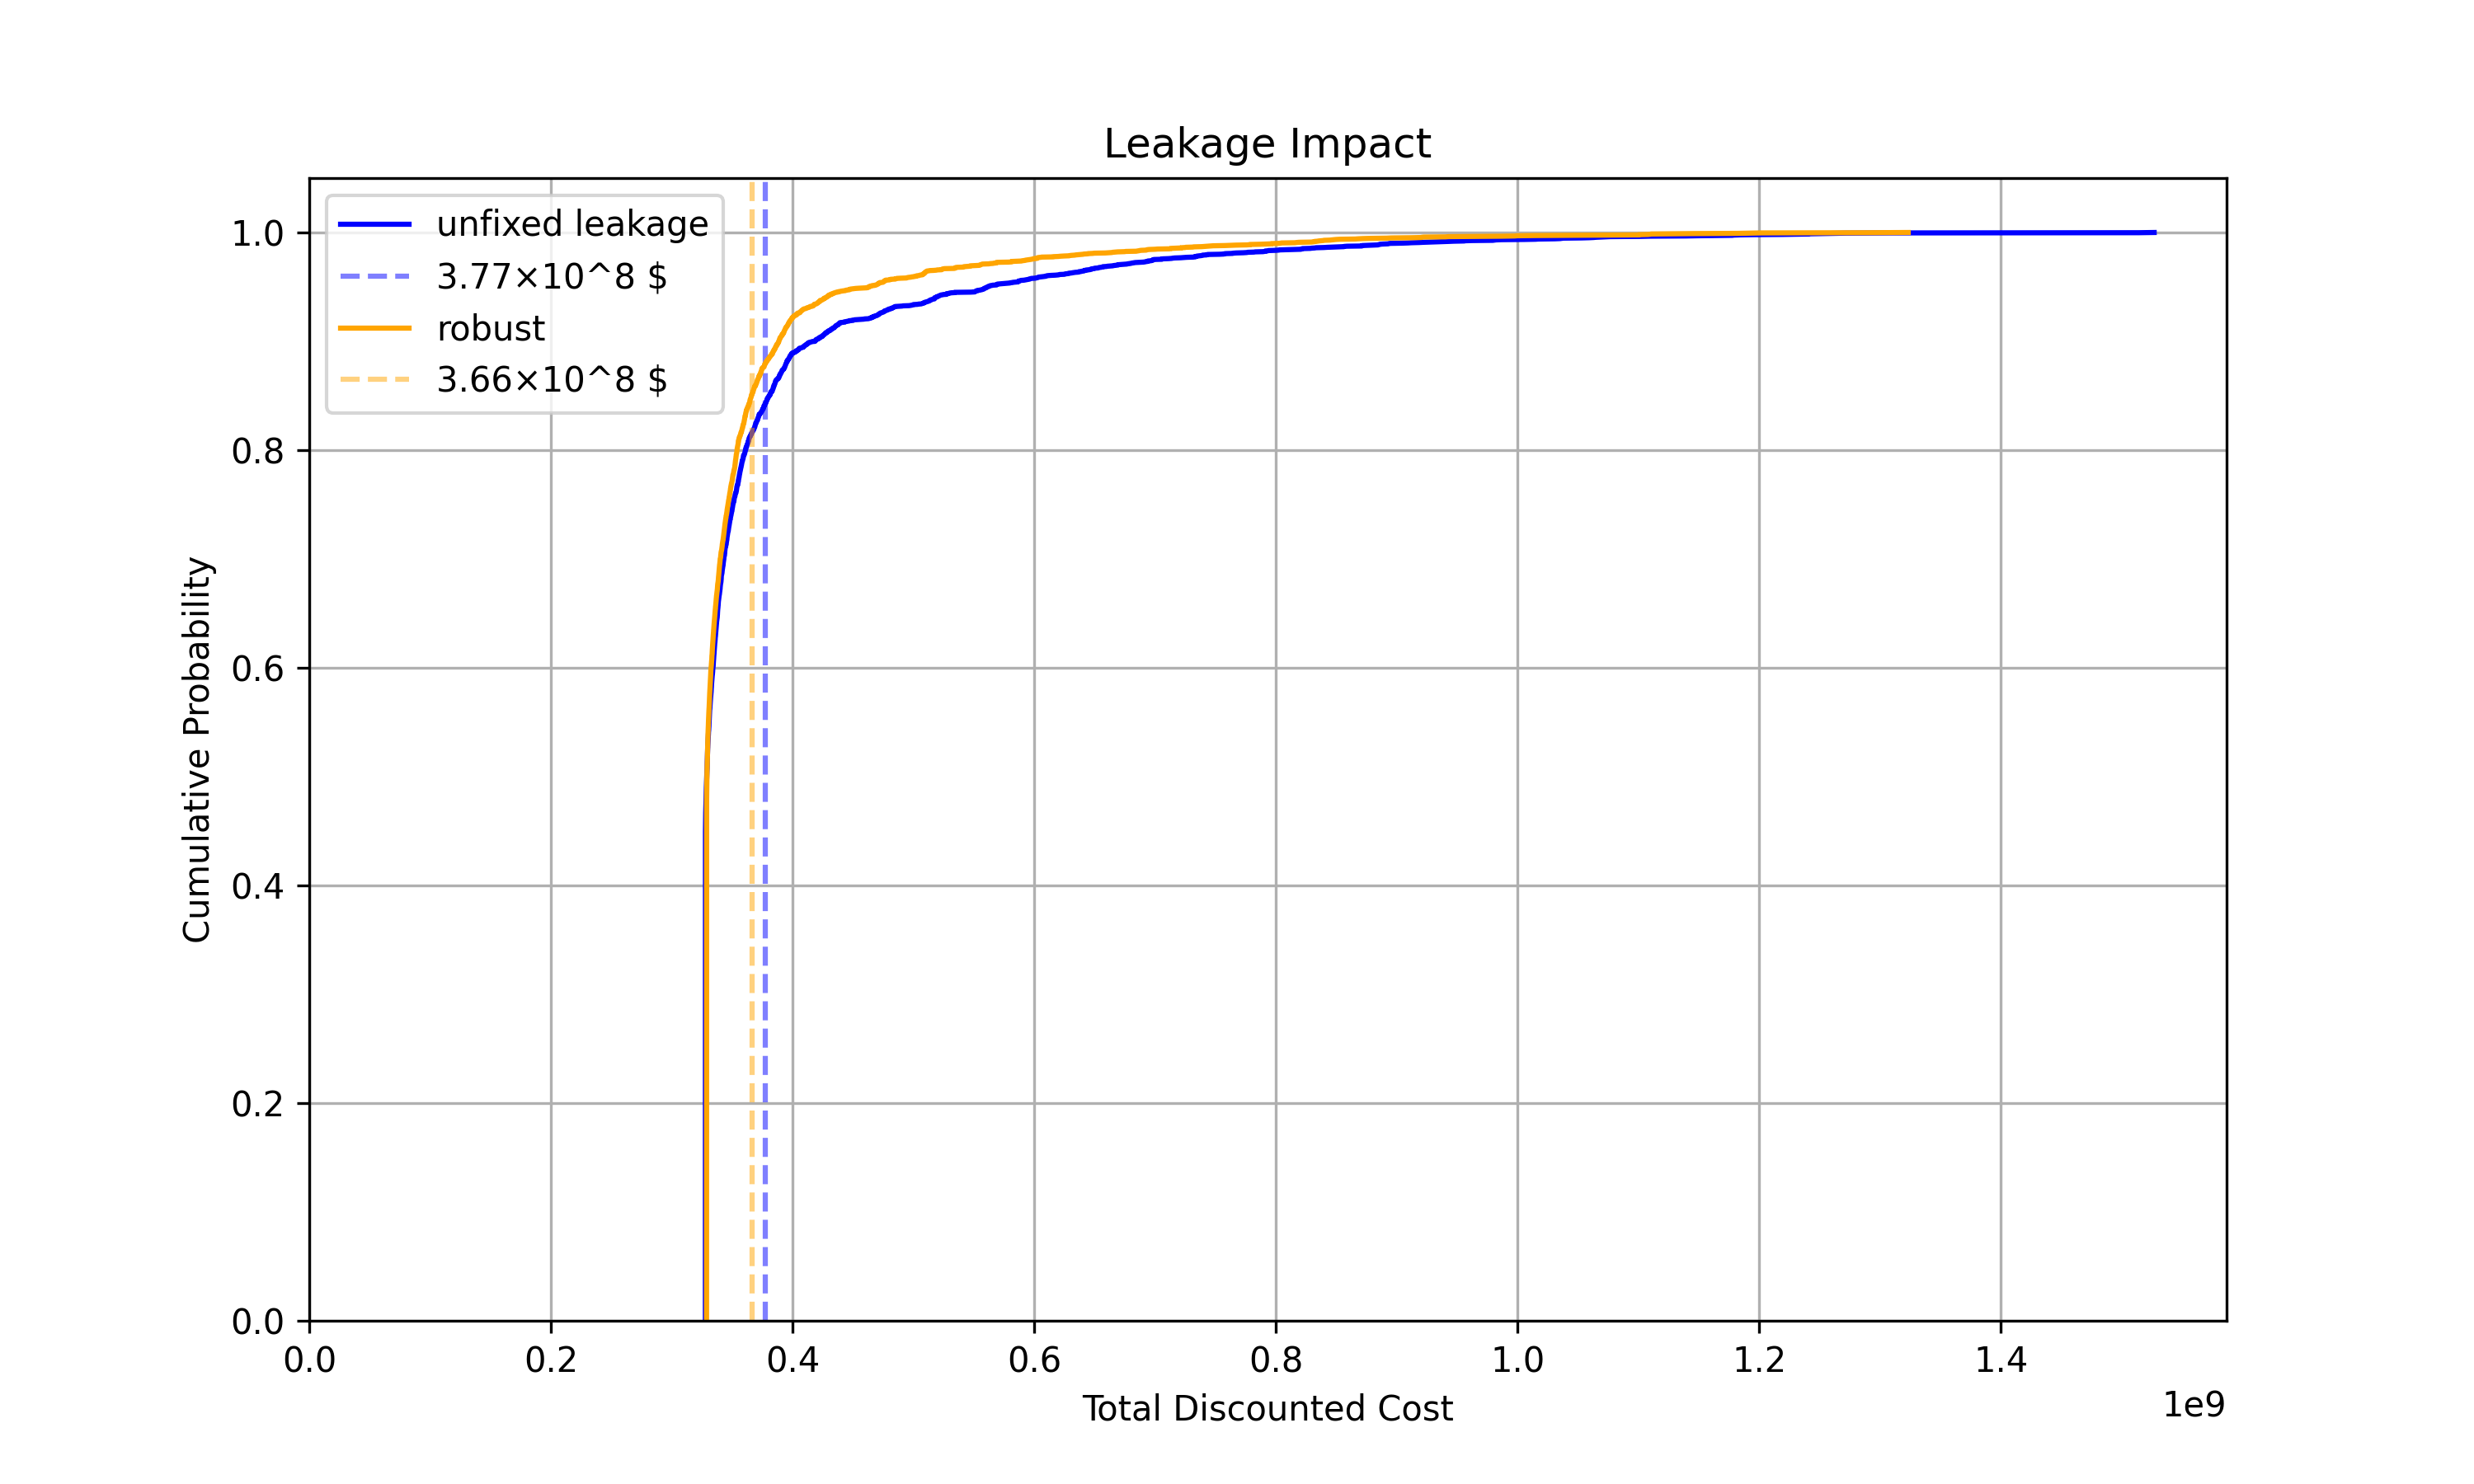 Leakage Impact
unfixed leakage
3.77×10^8 $
robust
3.66×10^8 $
1.0
0.8
0.6
0.4
0.2
0.0
Cumulative Probability
0.0 0.2 0.4 0.6 0.8 1.0 1.2 1.4
1e9
Total Discounted Cost